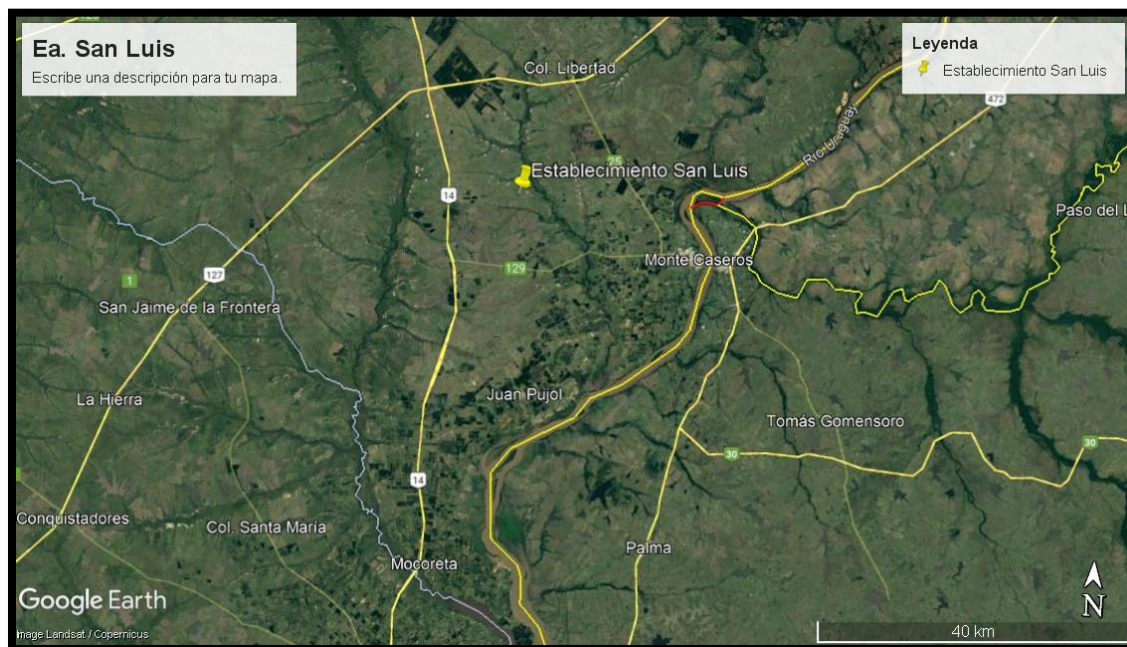 Ea. San Luis
Escribe una descripción para tu mapa.
Leyenda
Establecimiento San Luis
Col. Libertad
472
Río Uruguay
25
Establecimiento San Luis
14
Paso del L
129
Monte Caseros
127
1
San Jaime de la Frontera
La Hierra
Juan Pujol
Tomás Gomensoro
30
30
14
Conquistadores
Col. Santa María
Palma
Mocoreta
Google Earth
N
Image Landsat / Copernicus
40 km